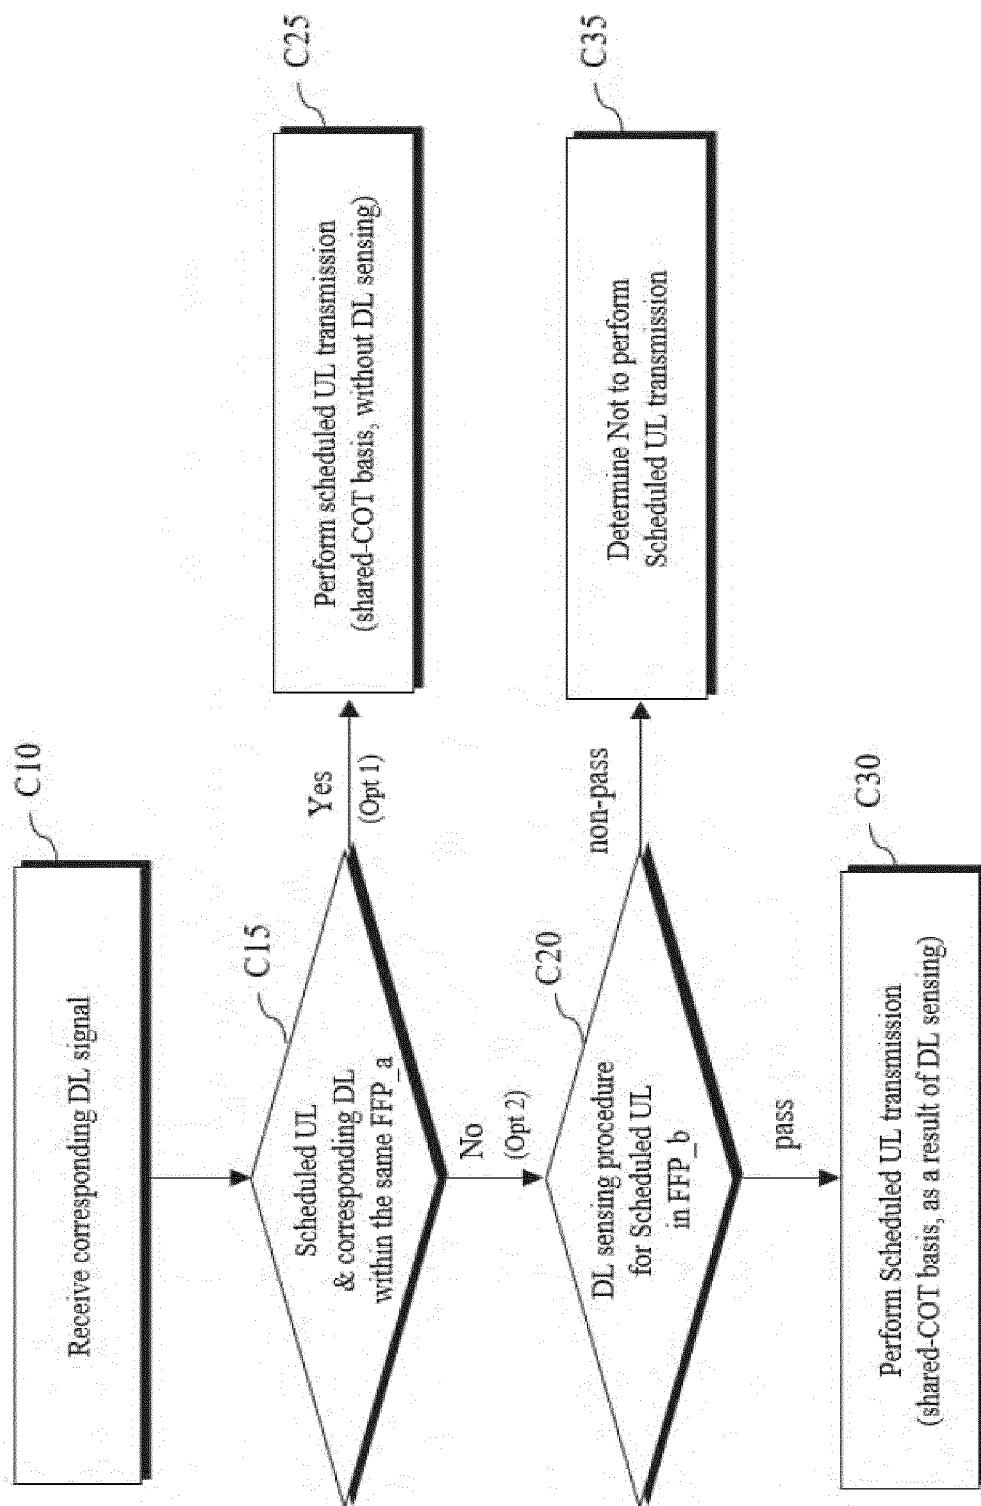 C10
Receive corresponding DL signal
C15
Scheduled UL
& corresponding DL
within the same FFP_a
Yes
(Opt 1)
C25
Perform scheduled UL transmission
(shared-COT basis, without DL sensing)
No
(Opt 2)
C20
DL sensing procedure
for Scheduled UL
in FFP_b
non-pass
C35
Determine Not to perform
Scheduled UL transmission
pass
C30
Perform Scheduled UL transmission
(shared-COT basis, as a result of DL sensing)